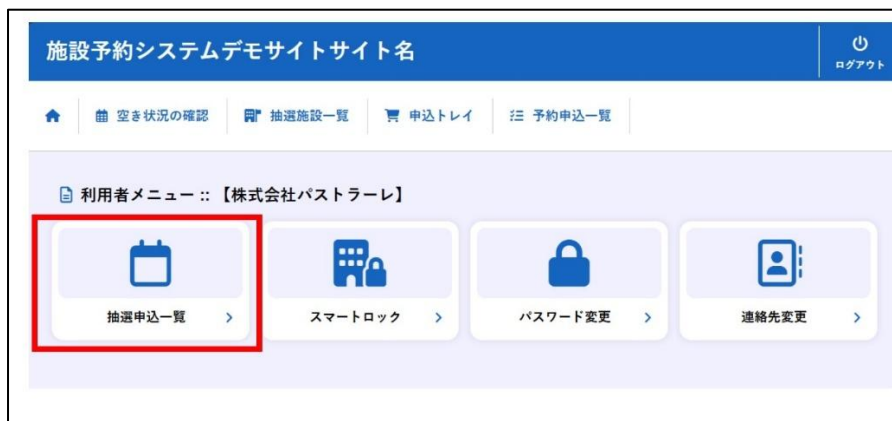 施設予約システムデモサイトサイト名
ログアウト
空き状況の確認 抽選施設一覧 申込トレイ 予約申込一覧
利用者メニュー :: 【株式会社パストラーレ】
抽選申込一覧 スマートロック パスワード変更 連絡先変更